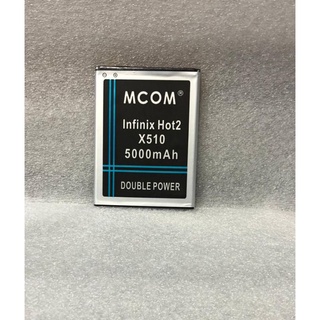 MCOM®
Infinix Hot2
X510
5000mAh
DOUBLE POWER